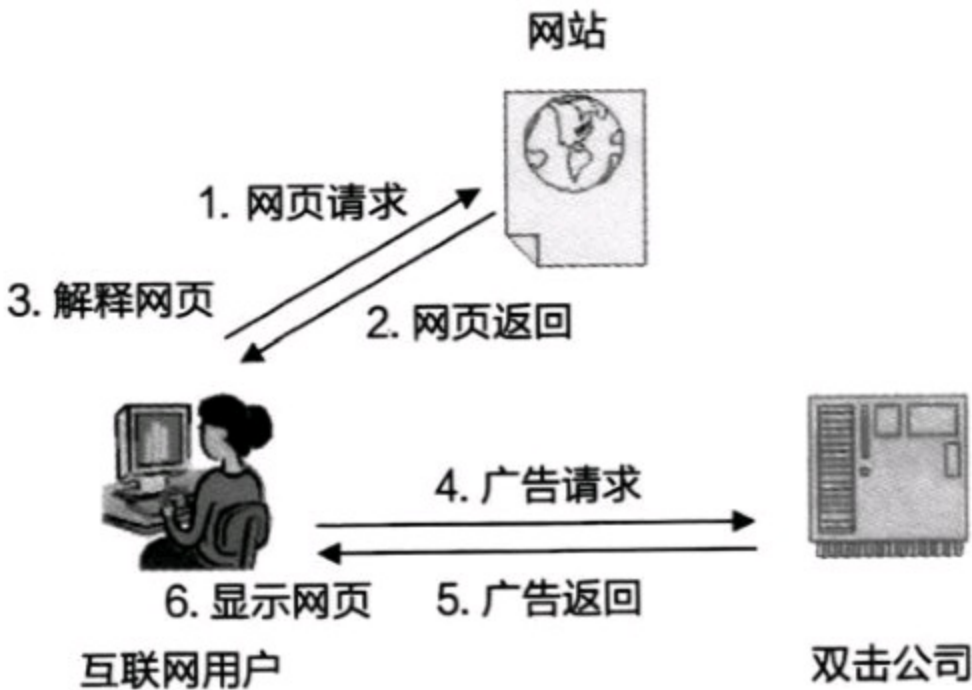 网站
1. 网页请求
3. 解释网页
2. 网页返回
4. 广告请求
6. 显示网页
5. 广告返回
互联网用户
双击公司